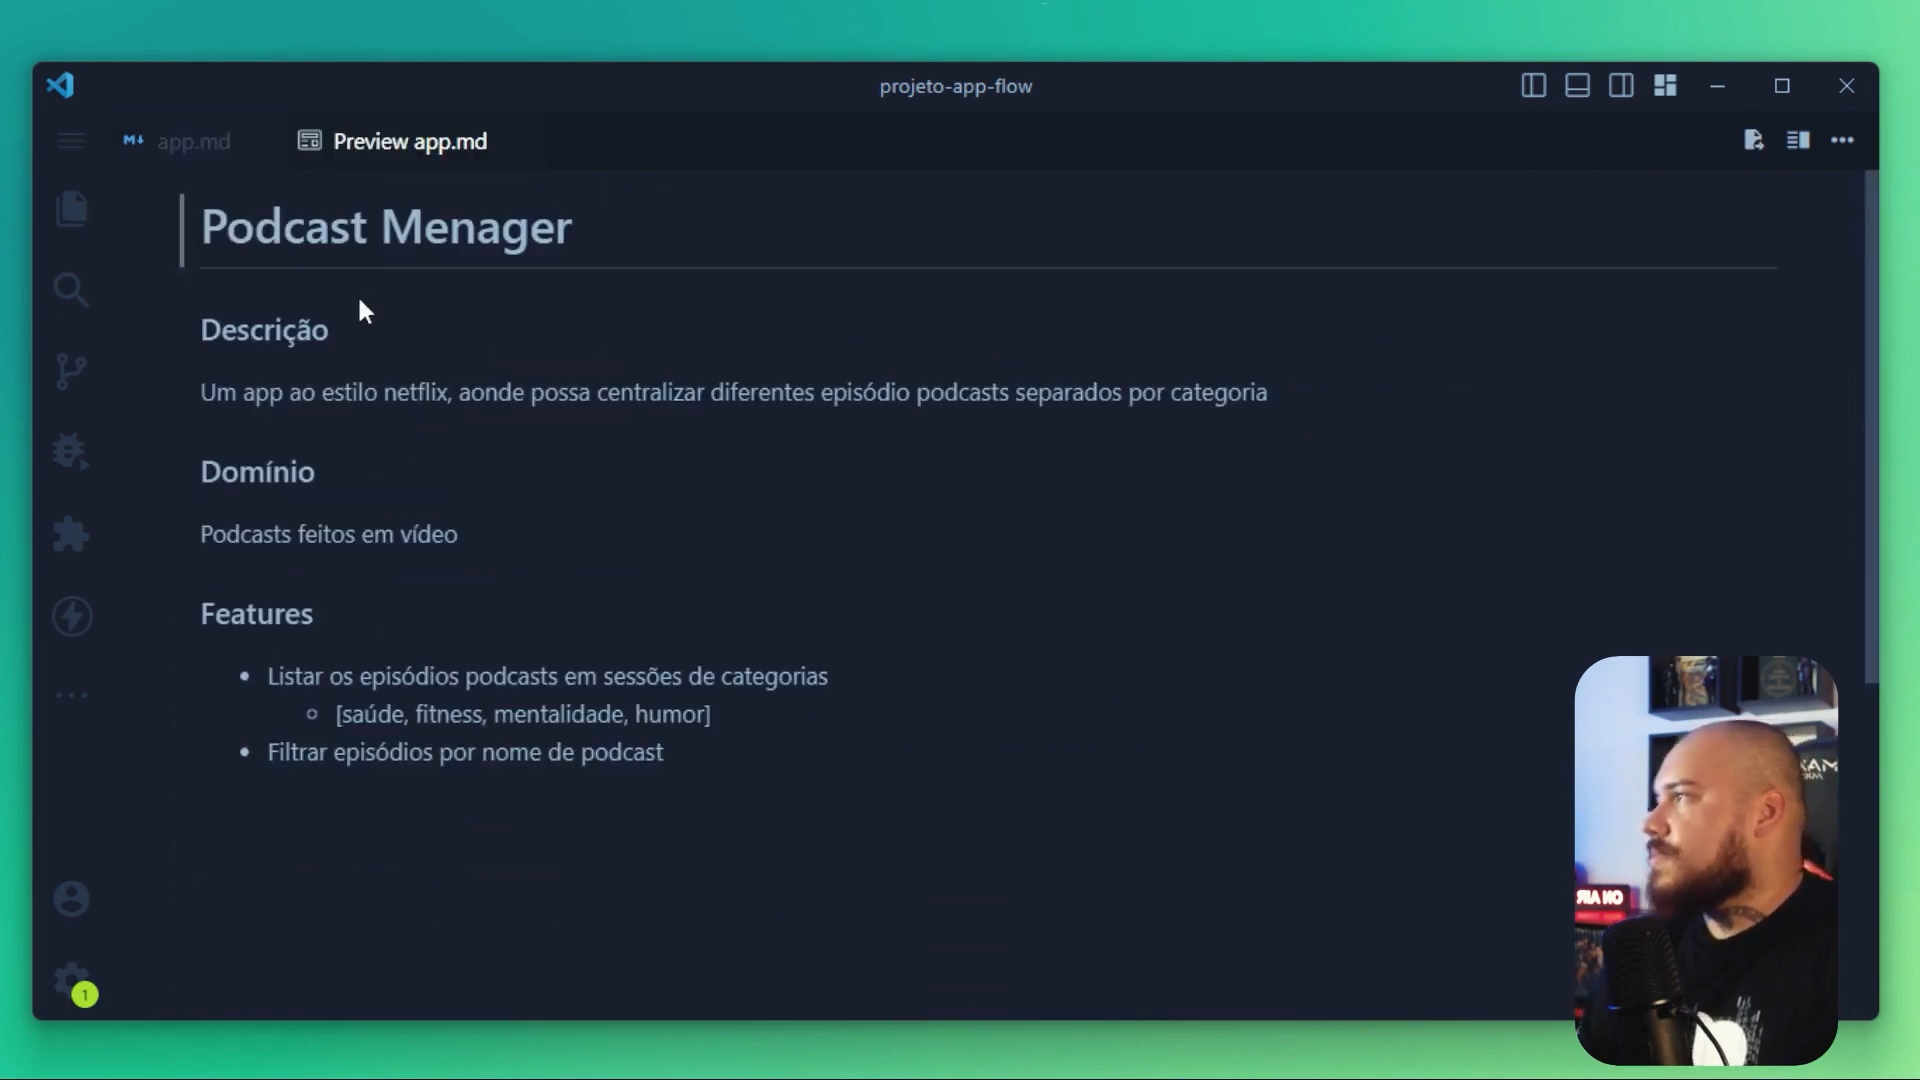 projeto-app-flow
app.md
Preview app.md
Podcast Menager
Descrição
Um app ao estilo netflix, aonde possa centralizar diferentes episódio podcasts separados por categoria
Domínio
Podcasts feitos em vídeo
Features
Listar os episódios podcasts em sessões de categorias
[saúde, fitness, mentalidade, humor]
Filtrar episódios por nome de podcast
ON AIR
1